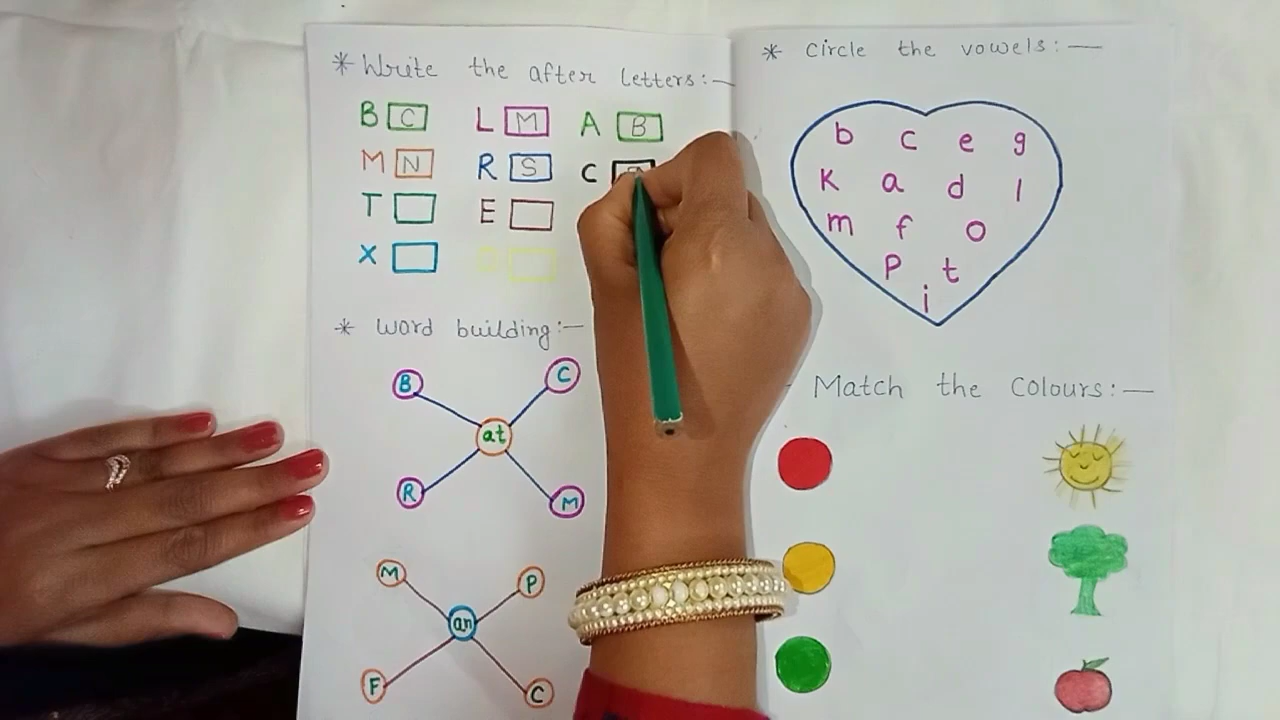 * Write the after letters:—
B C L M A B
M N R S C
T E
X
* Word building:—
B C
at
R M
M P
an
F C
* Circle the vowels:—
b c e g
K a d l
m f o
P t
i
Match the Colours:—